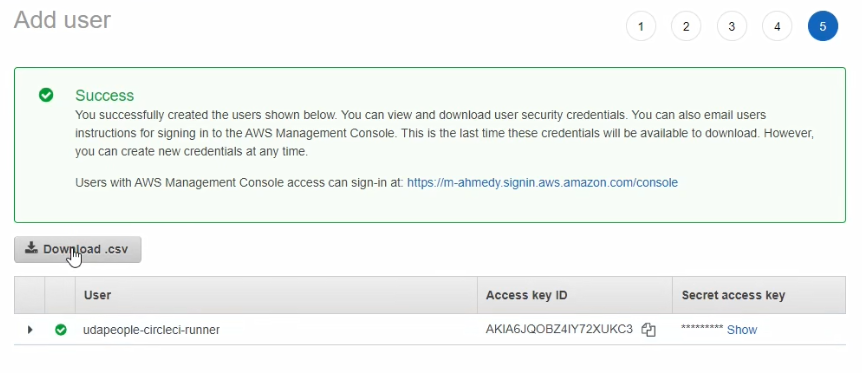 Add user
1 2 3 4 5
Success
You successfully created the users shown below. You can view and download user security credentials. You can also email users
instructions for signing in to the AWS Management Console. This is the last time these credentials will be available to download. However,
you can create new credentials at any time.
Users with AWS Management Console access can sign-in at: https://m-ahmedy.signin.aws.amazon.com/console
Download .csv
User Access key ID Secret access key
udapeople-circleci-runner AKIA6JQOBZ4IY72XUKC3 ********* Show